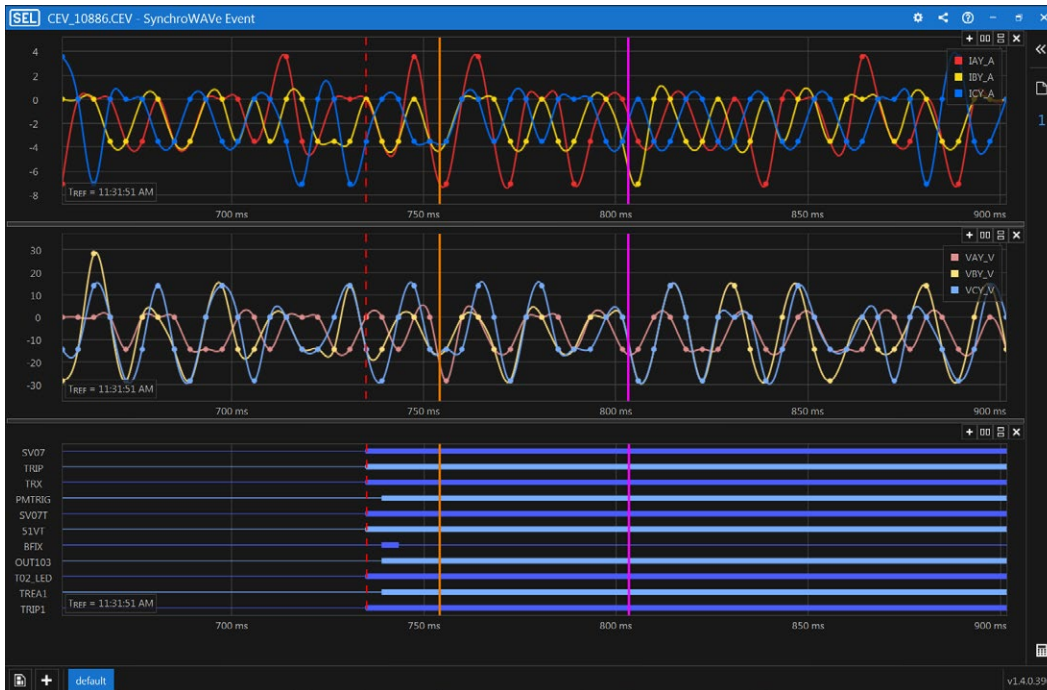 SEL CEV_10886.CEV - SynchroWAVe Event
4
2
0
-2
-4
-6
-8
IAY_A
IBY_A
ICY_A
TREF = 11:31:51 AM
700 ms
750 ms
800 ms
850 ms
900 ms
1
30
20
10
0
-10
-20
-30
VAY_V
VBY_V
VCY_V
TREF = 11:31:51 AM
700 ms
750 ms
800 ms
850 ms
900 ms
SV07
TRIP
TRX
PMTRIG
SV07T
51VT
BFIX
OUT103
T02_LED
TREA1
TRIP1
TREF = 11:31:51 AM
700 ms
750 ms
800 ms
850 ms
900 ms
default
v1.4.0.39